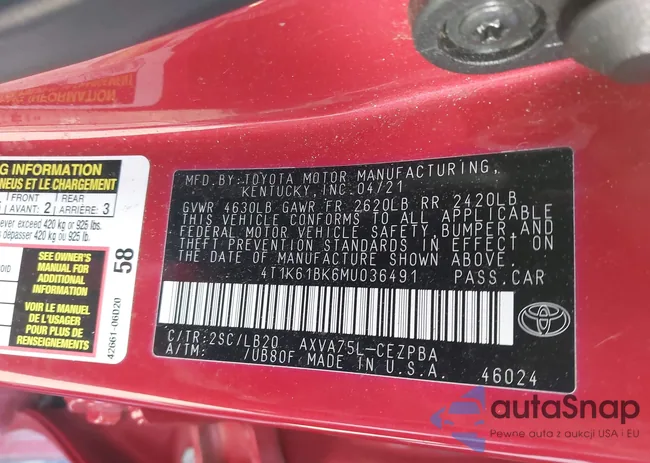 G INFORMATION
NEUS ET LE CHARGEMENT
FRONT REAR
AVANT: 2 ARRIÈRE: 3
ever exceed 420 kg or 925 lbs.
dépasser 420 kg ou 925 lb.
SEE OWNER'S
MANUAL FOR
ADDITIONAL
INFORMATION
VOIR LE MANUEL
DE L'USAGER
POUR PLUS DE
RENSEIGNEMENTS
58
42661-06D20
MFD.BY:TOYOTA MOTOR MANUFACTURING,
KENTUCKY, INC.04/21
GVWR 4630LB GAWR FR 2620LB RR 2420LB
THIS VEHICLE CONFORMS TO ALL APPLICABLE
FEDERAL MOTOR VEHICLE SAFETY, BUMPER, AND
THEFT PREVENTION STANDARDS IN EFFECT ON
THE DATE OF MANUFACTURE SHOWN ABOVE.
4T1K61BK6MU036491 PASS.CAR
C/TR:2SC/LB20 AXVA75L-CEZPBA
A/TM: /UB80F MADE IN U.S.A.
46024
TOYOTA
autaSnap
Pewne auta z aukcji USA i EU